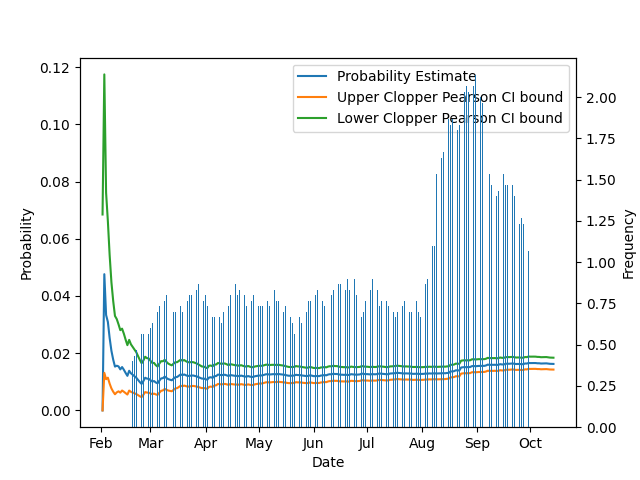 Probability Estimate
Upper Clopper Pearson CI bound
Lower Clopper Pearson CI bound
0.12
0.10
0.08
0.06
0.04
0.02
0.00
Probability
2.00
1.75
1.50
1.25
1.00
0.75
0.50
0.25
0.00
Frequency
Feb Mar Apr May Jun Jul Aug Sep Oct
Date